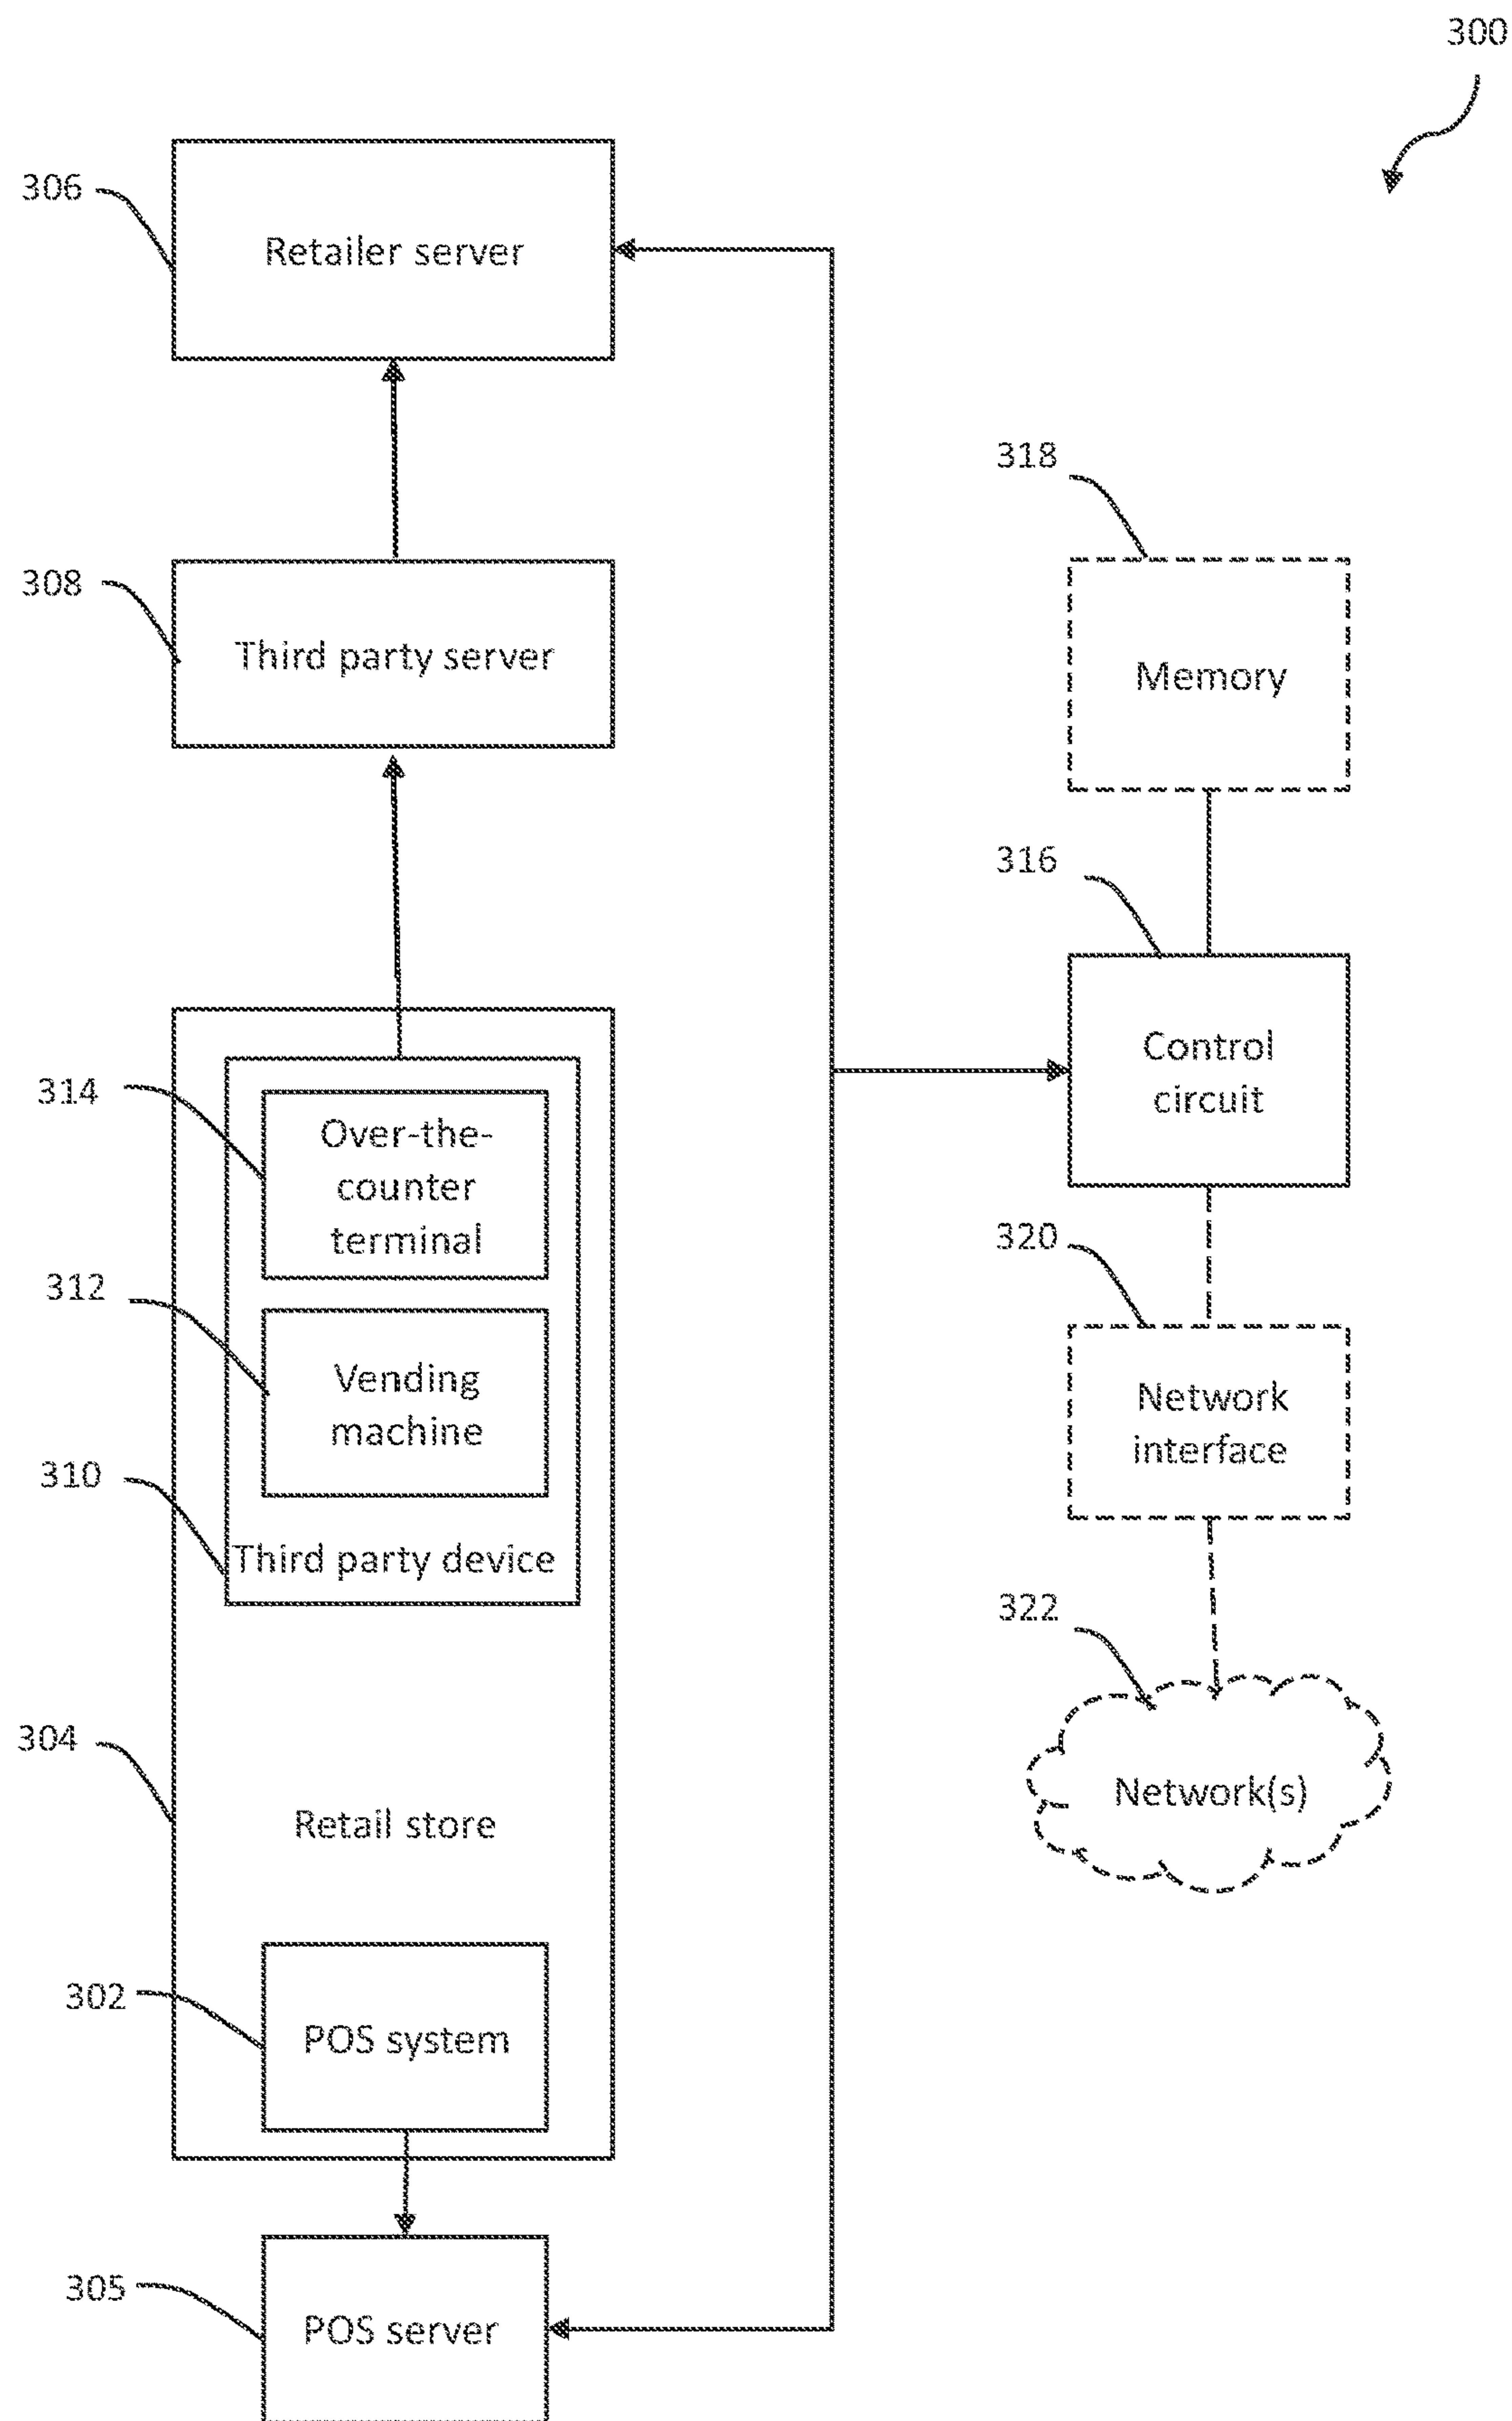 300
306
Retailer server
318
308
Third party server
Memory
316
Control
circuit
314
Over-the-
counter
terminal
320
312
Vending
machine
Network
interface
310
Third party device
322
304
Retail store
Network(s)
302
POS system
305
POS server